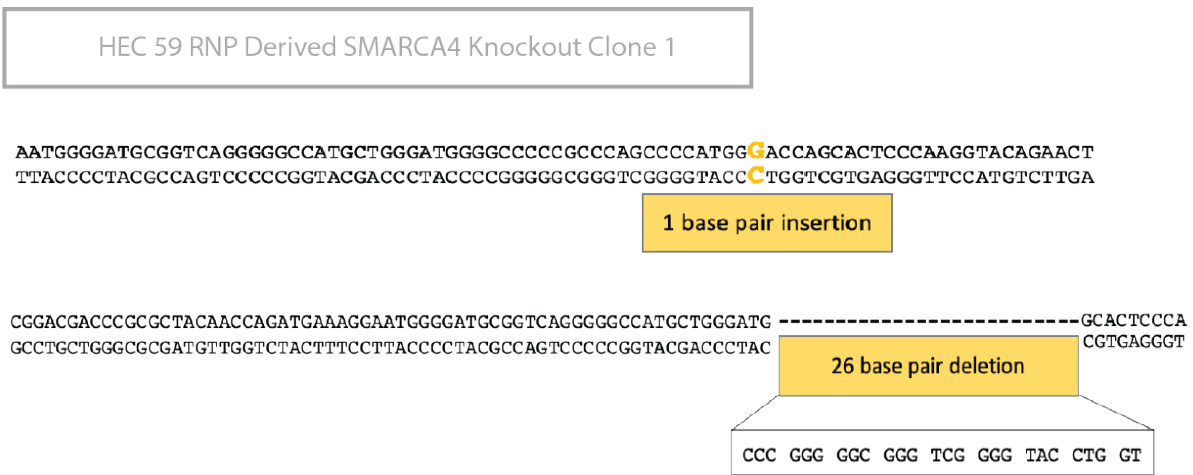 HEC 59 RNP Derived SMARCA4 Knockout Clone 1
AATGGGGATGCGGTCAGGGGGCCATGCTGGGATGGGGCCCCCGCCCAGCCCCATGGGACCAGCACTCCCAAGGTACAGAACT
TTACCCCTACGCCAGTCCCCCGGTACGACCCTACCCCGGGGGCGGGTCGGGGTACCCTGGTCGTGAGGGTTCCATGTCTTGA
1 base pair insertion
CGGACGACCCGCGCTACAACCAGATGAAAGGAATGGGGATGCGGTCAGGGGGCCATGCTGGGATG--------------------------GCACTCCCA
GCCTGCTGGGCGCGATGTTGGTCTACTTTCCTTACCCCTACGCCAGTCCCCCGGTACGACCCTAC CGTGAGGGT
26 base pair deletion
CCC GGG GGC GGG TCG GGG TAC CTG GT